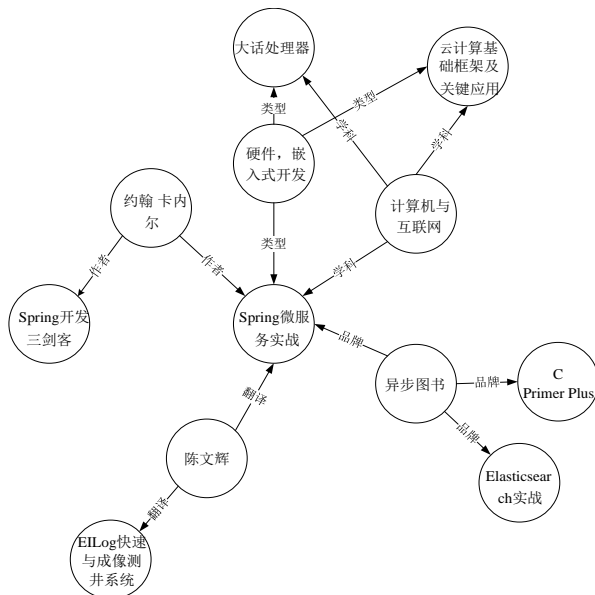 大话处理器
云计算基
础框架及
关键应用
类型
类型
学科
学科
硬件，嵌
入式开发
约翰 卡内
尔
计算机与
互联网
类型
作者
作者
学科
Spring开发
三剑客
Spring微服
务实战
品牌
异步图书
品牌
C
Primer Plus
翻译
品牌
陈文辉
Elasticsear
ch实战
翻译
EILog快速
与成像测
井系统